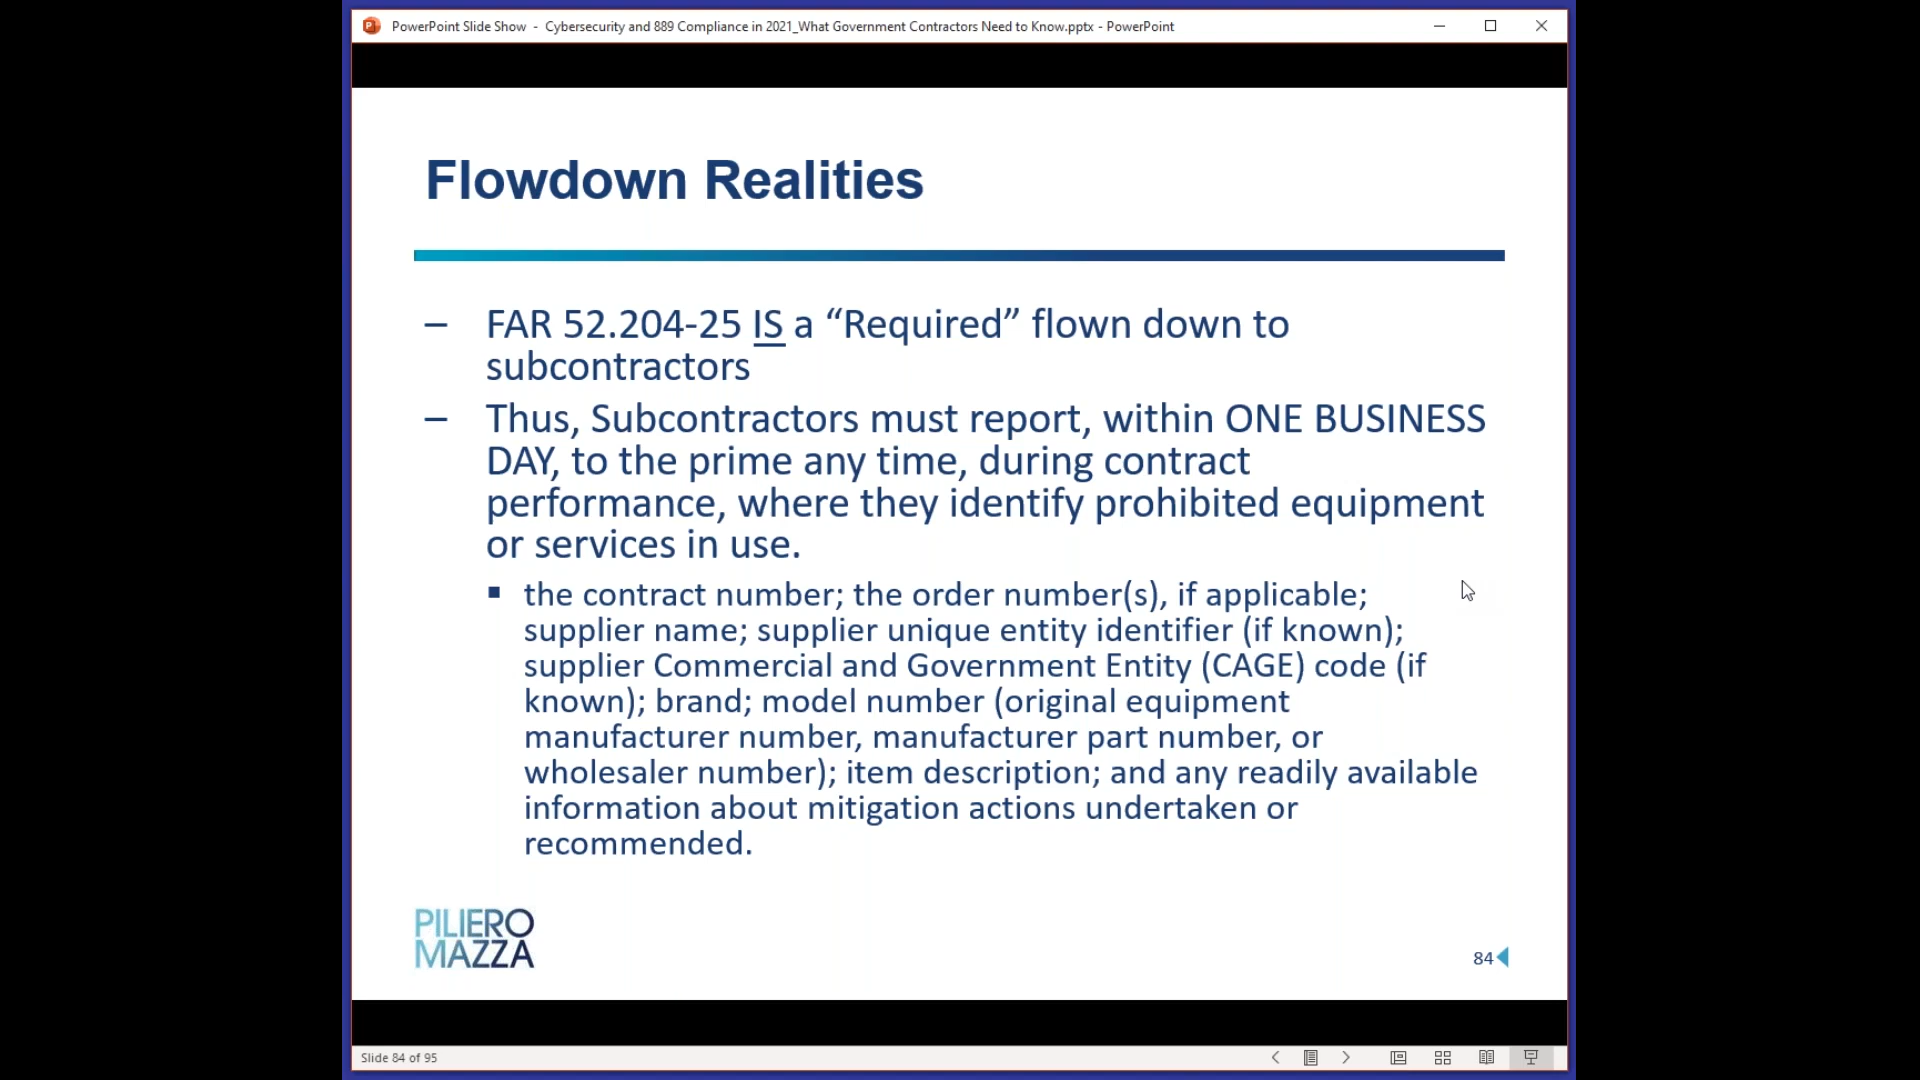 PowerPoint Slide Show - Cybersecurity and 889 Compliance in 2021_What Government Contractors Need to Know.pptx - PowerPoint
Flowdown Realities
– FAR 52.204-25 IS a “Required” flown down to
subcontractors
– Thus, Subcontractors must report, within ONE BUSINESS
DAY, to the prime any time, during contract
performance, where they identify prohibited equipment
or services in use.
▪ the contract number; the order number(s), if applicable;
supplier name; supplier unique entity identifier (if known);
supplier Commercial and Government Entity (CAGE) code (if
known); brand; model number (original equipment
manufacturer number, manufacturer part number, or
wholesaler number); item description; and any readily available
information about mitigation actions undertaken or
recommended.
PILIERO
MAZZA
84
Slide 84 of 95